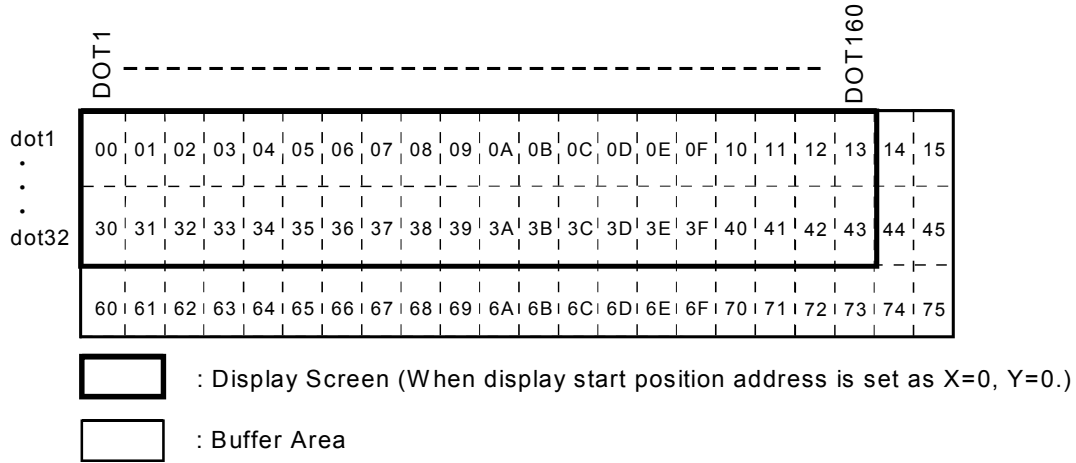 DOT1 DOT160
dot1 00 01 02 03 04 05 06 07 08 09 0A 0B 0C 0D 0E 0F 10 11 12 13 14 15
dot32 30 31 32 33 34 35 36 37 38 39 3A 3B 3C 3D 3E 3F 40 41 42 43 44 45
60 61 62 63 64 65 66 67 68 69 6A 6B 6C 6D 6E 6F 70 71 72 73 74 75
: Display Screen (When display start position address is set as X=0, Y=0.)
: Buffer Area